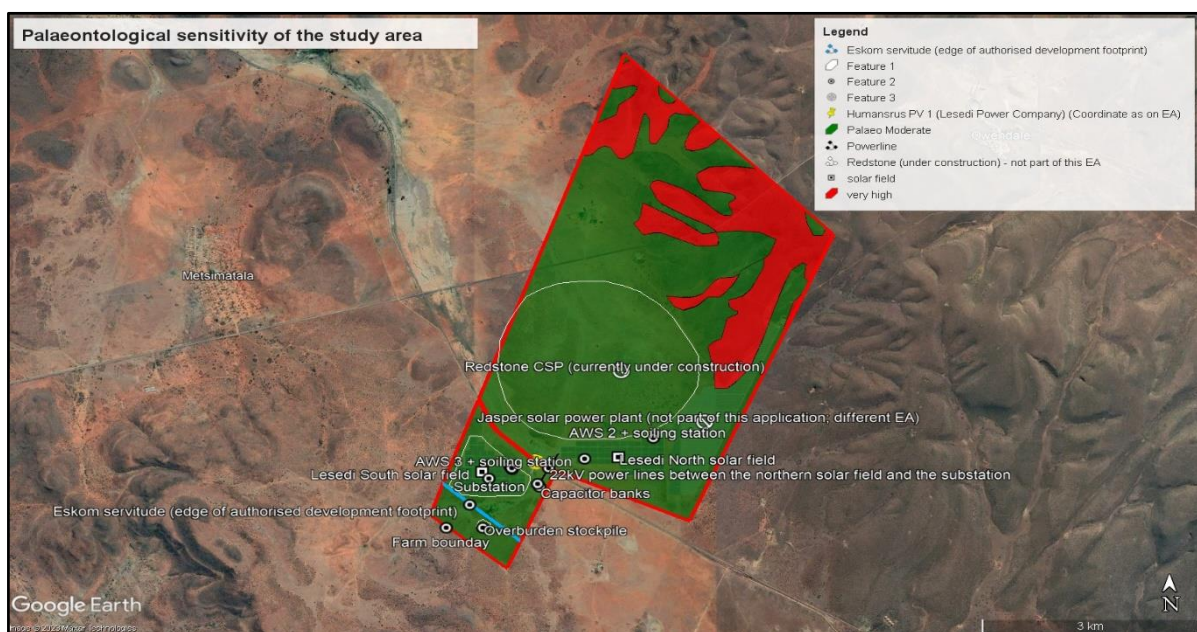 Palaeontological sensitivity of the study area
Legend
Eskom servitude (edge of authorised development footprint)
Feature 1
Feature 2
Feature 3
Humansrus PV 1 (Lesedi Power Company) (Coordinate as on EA)
Palaeo Moderate
Powerline
Redstone (under construction) - not part of this EA
solar field
very high
Metsimatala
Redstone CSP (currently under construction)
Jasper solar power plant (not part of this application, different EA)
AWS 2 + soiling station
AWS 3 + soiling station
Lesedi North solar field
Lesedi South solar field
22kV power lines between the northern solar field and the substation
Substation
Capacitor banks
Eskom servitude (edge of authorised development footprint)
Overburden stockpile
Farm bounday
Google Earth
N
3 km